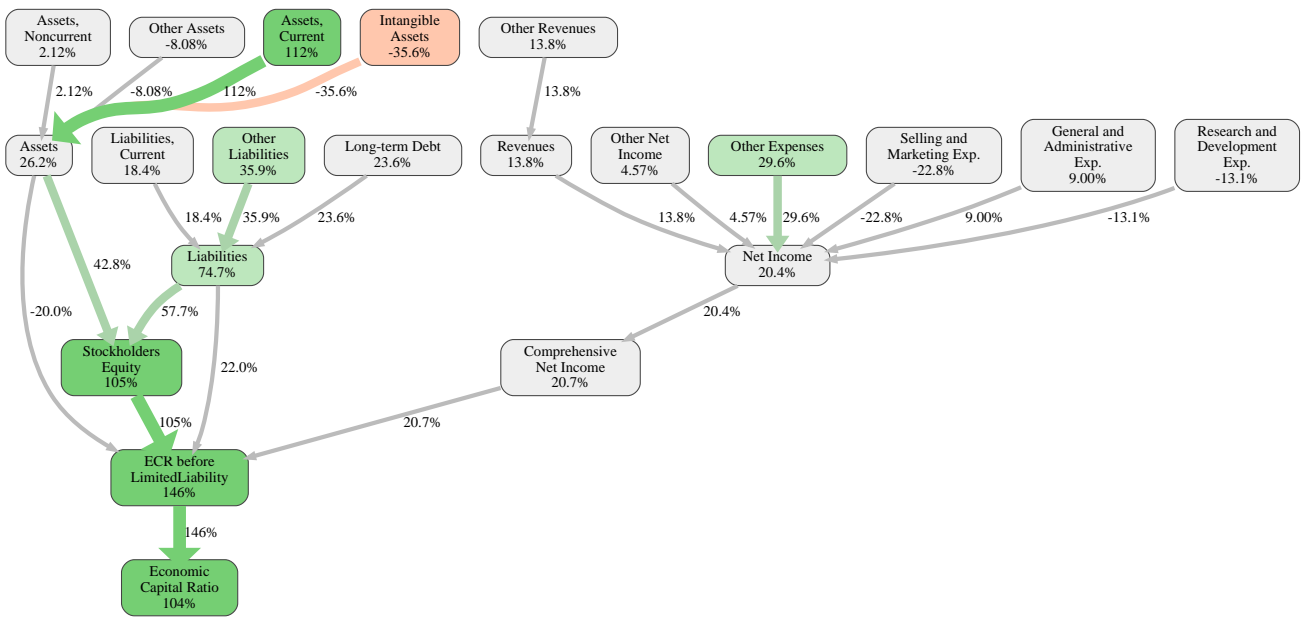 Assets,
Noncurrent
2.12%
Other Assets
-8.08%
Assets,
Current
112%
Intangible
Assets
-35.6%
Other Revenues
13.8%
2.12%
-8.08%
112%
-35.6%
13.8%
Assets
26.2%
Liabilities,
Current
18.4%
Other
Liabilities
35.9%
Long-term Debt
23.6%
Revenues
13.8%
Other Net
Income
4.57%
Other Expenses
29.6%
Selling and
Marketing Exp.
-22.8%
General and
Administrative
Exp.
9.00%
Research and
Development
Exp.
-13.1%
18.4%
35.9%
23.6%
13.8%
4.57%
29.6%
-22.8%
9.00%
-13.1%
42.8%
Liabilities
74.7%
Net Income
20.4%
-20.0%
57.7%
20.4%
Stockholders
Equity
105%
22.0%
Comprehensive
Net Income
20.7%
105%
20.7%
ECR before
LimitedLiability
146%
146%
Economic
Capital Ratio
104%